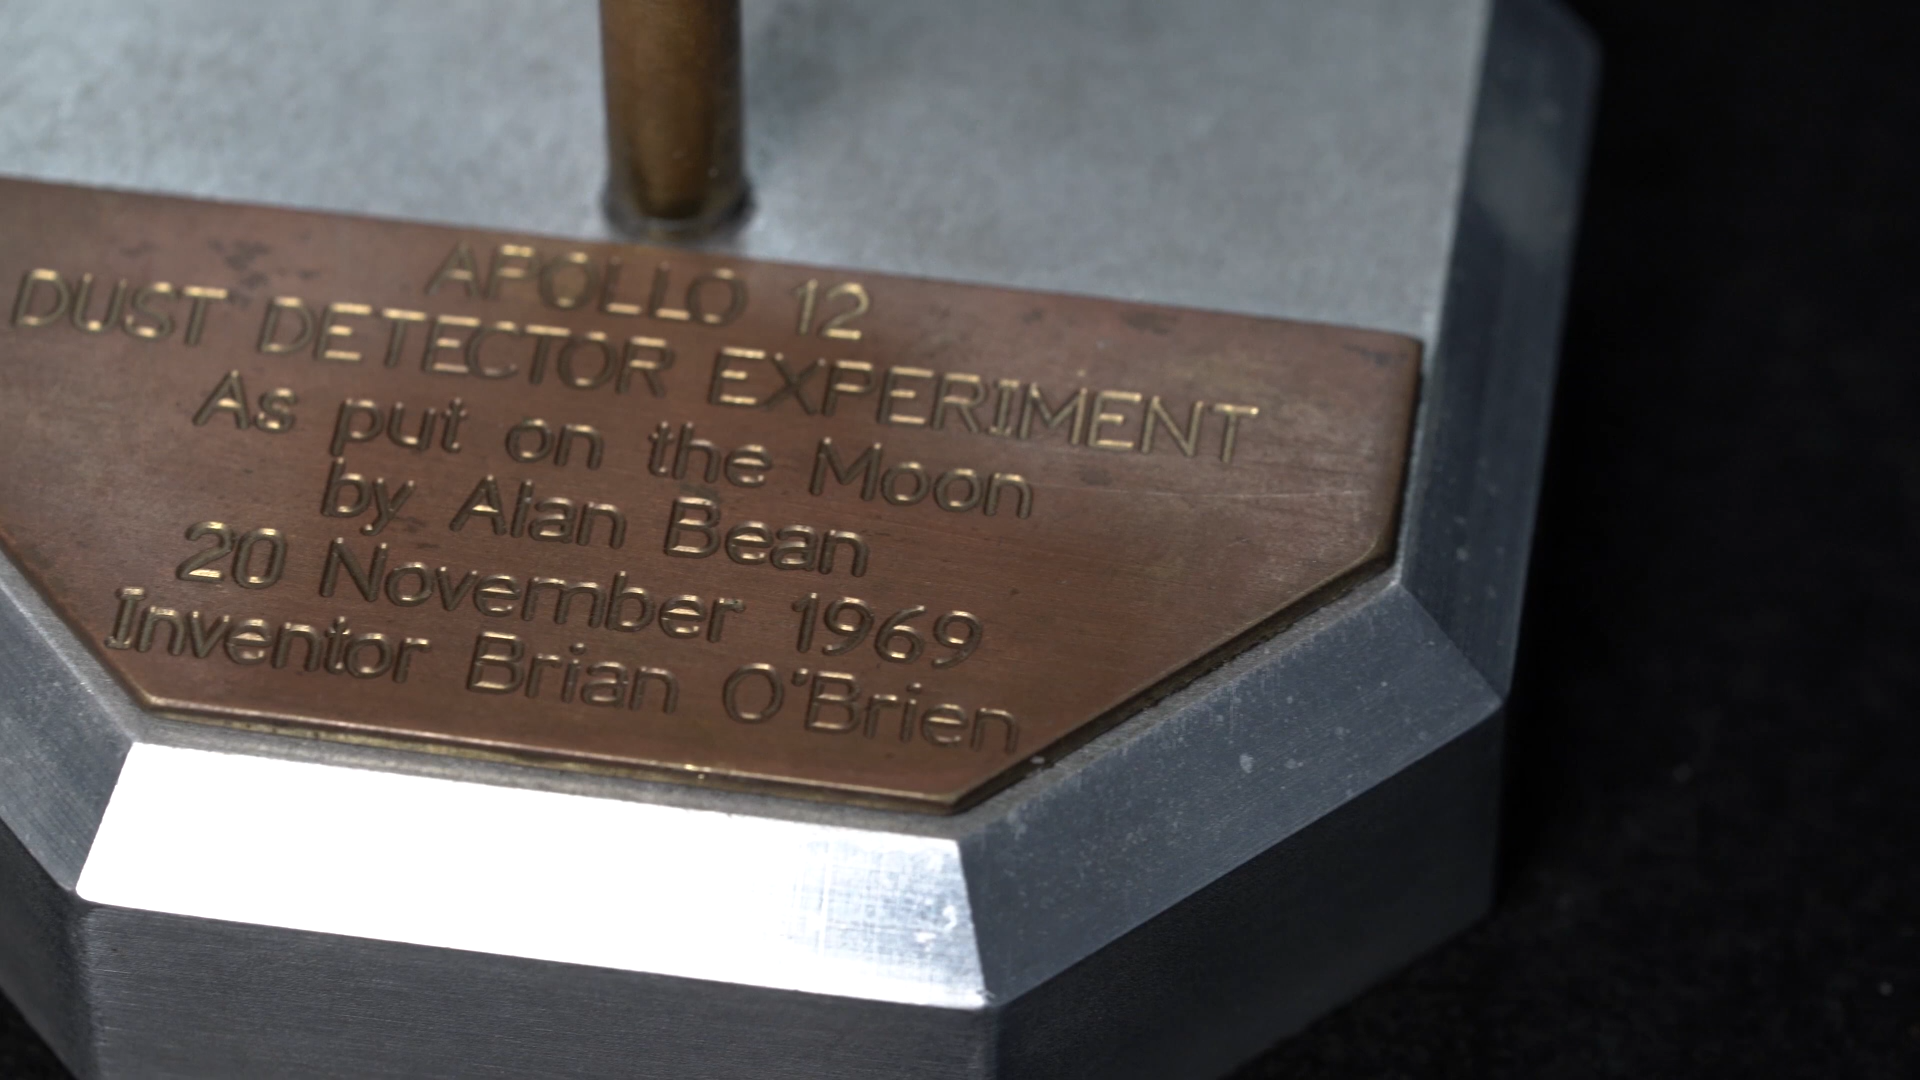 APOLLO 12
DUST DETECTOR EXPERIMENT
As put on the Moon
by Alan Bean
20 November 1969
Inventor Brian O'Brien